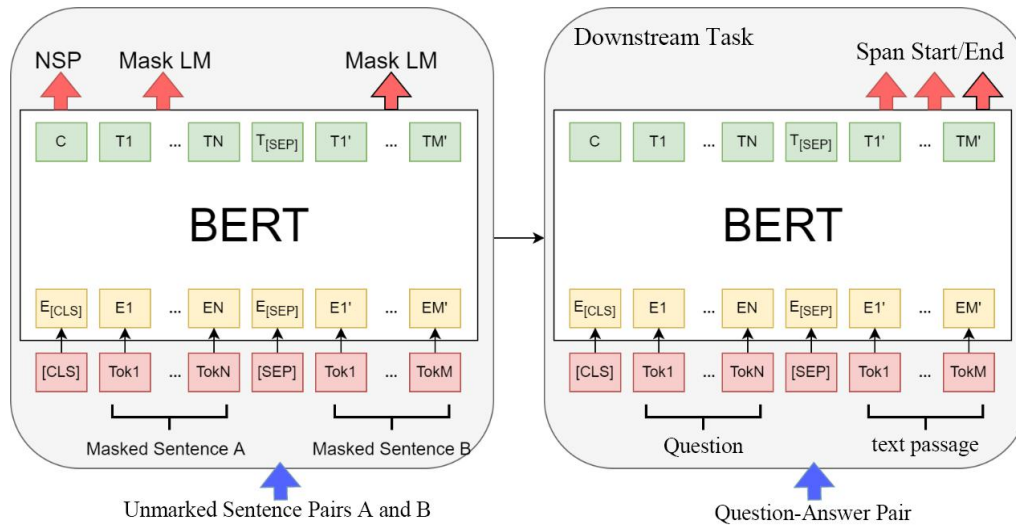 NSP Mask LM Mask LM
C T1 ... TN T[SEP] T1' ... TM'
BERT
E[CLS] E1 ... EN E[SEP] E1' ... EM'
[CLS] Tok1 ... TokN [SEP] Tok1 ... TokM
Masked Sentence A Masked Sentence B
Unmarked Sentence Pairs A and B
Downstream Task
Span Start/End
C T1 ... TN T[SEP] T1' ... TM'
BERT
E[CLS] E1 ... EN E[SEP] E1' ... EM'
[CLS] Tok1 ... TokN [SEP] Tok1 ... TokM
Question text passage
Question-Answer Pair